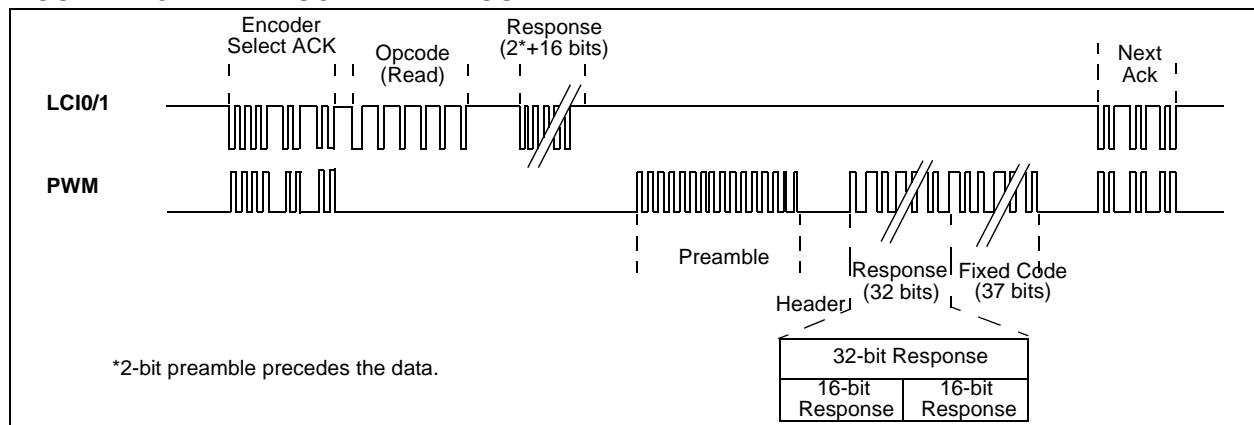 Encoder
Select ACK
Opcode
(Read)
Response
(2*+16 bits)
Next
Ack
LCI0/1
PWM
Preamble
Header
Response
(32 bits)
Fixed Code
(37 bits)
*2-bit preamble precedes the data.
32-bit Response
16-bit
Response
16-bit
Response